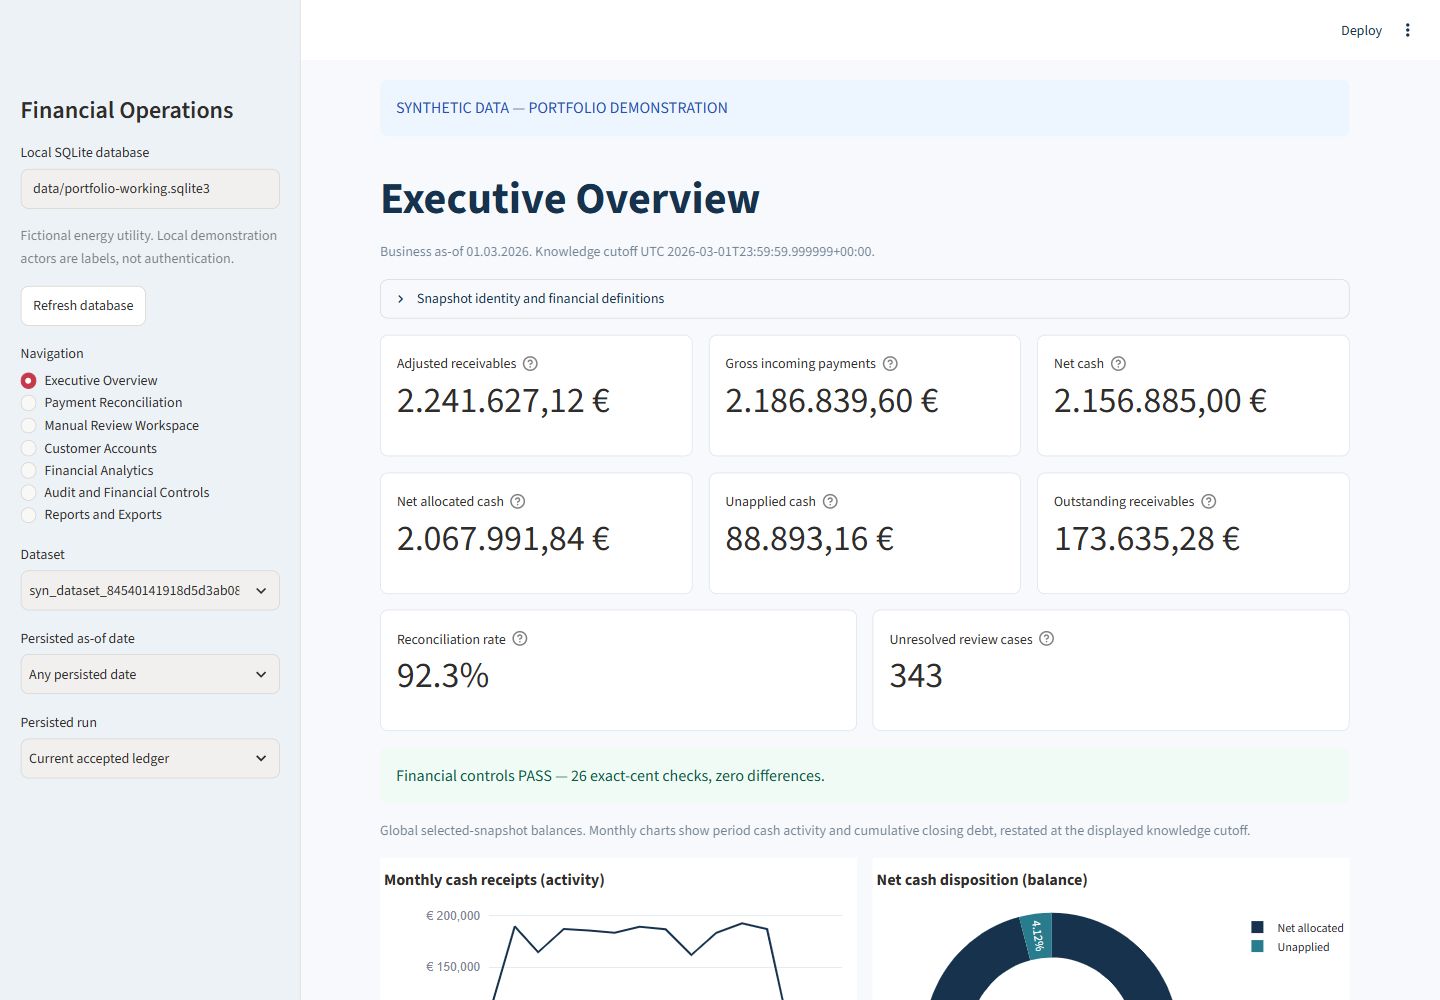 Deploy
Financial Operations
Local SQLite database
data/portfolio-working.sqlite3
Fictional energy utility. Local demonstration
actors are labels, not authentication.
Refresh database
Navigation
Executive Overview
Payment Reconciliation
Manual Review Workspace
Customer Accounts
Financial Analytics
Audit and Financial Controls
Reports and Exports
Dataset
syn_dataset_84540141918d5d3ab08
Persisted as-of date
Any persisted date
Persisted run
Current accepted ledger
SYNTHETIC DATA — PORTFOLIO DEMONSTRATION
Executive Overview
Business as-of 01.03.2026. Knowledge cutoff UTC 2026-03-01T23:59:59.999999+00:00.
Snapshot identity and financial definitions
Adjusted receivables
2.241.627,12 €
Gross incoming payments
2.186.839,60 €
Net cash
2.156.885,00 €
Net allocated cash
2.067.991,84 €
Unapplied cash
88.893,16 €
Outstanding receivables
173.635,28 €
Reconciliation rate
92.3%
Unresolved review cases
343
Financial controls PASS — 26 exact-cent checks, zero differences.
Global selected-snapshot balances. Monthly charts show period cash activity and cumulative closing debt, restated at the displayed knowledge cutoff.
Monthly cash receipts (activity)
€ 200,000
€ 150,000
Net cash disposition (balance)
4.12%
Net allocated
Unapplied